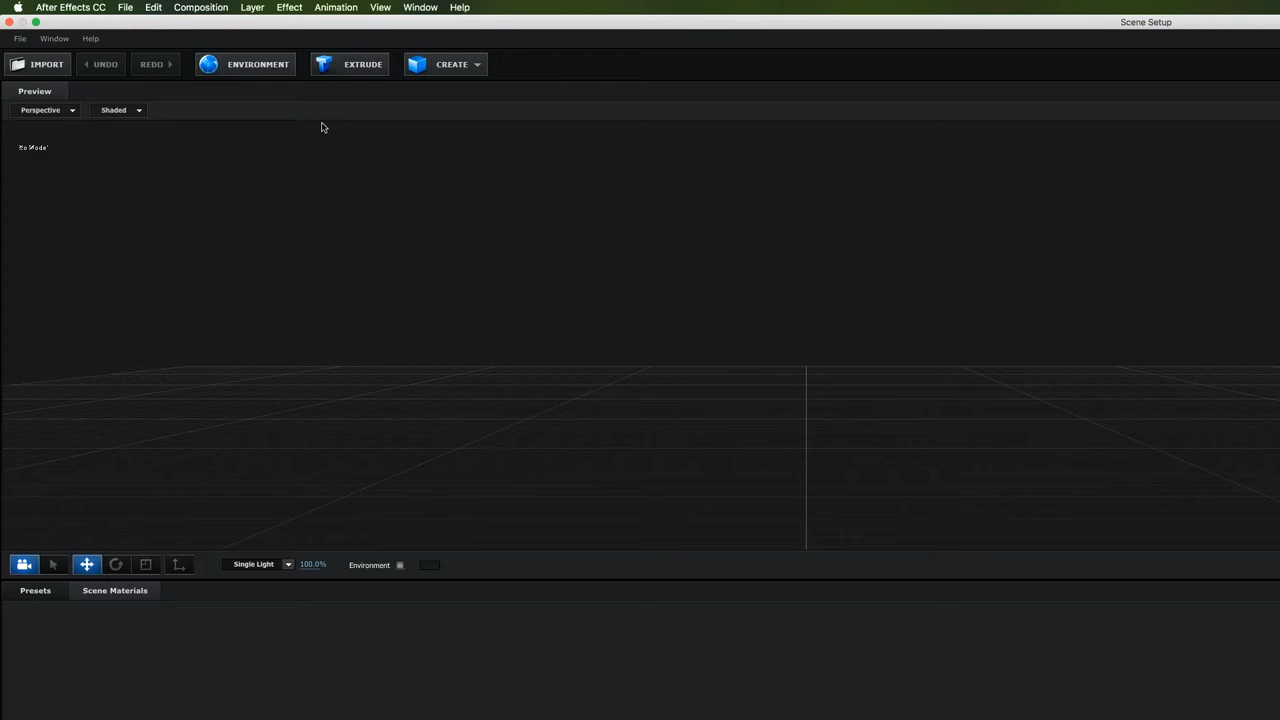 After Effects CC File Edit Composition Layer Effect Animation View Window Help
Scene Setup
File Window Help
IMPORT UNDO REDO ENVIRONMENT EXTRUDE CREATE
Preview
Perspective Shaded
Single Light 100.0% Environment
Presets Scene Materials